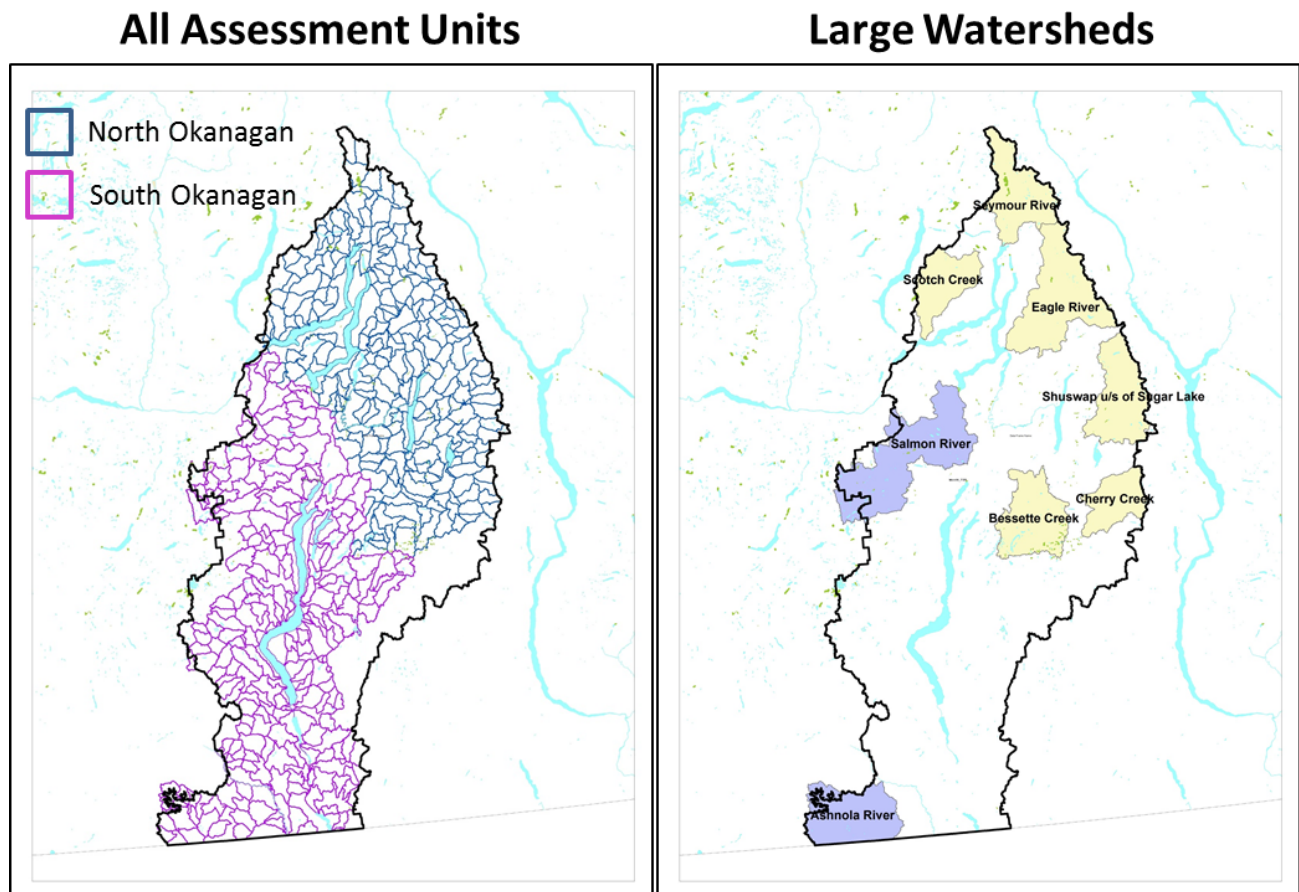 All Assessment Units
Large Watersheds
North Okanagan
South Okanagan
Seymour River
Scotch Creek
Eagle River
Shuswap u/s of Sugar Lake
Salmon River
Cherry Creek
Bessette Creek
Ashnola River